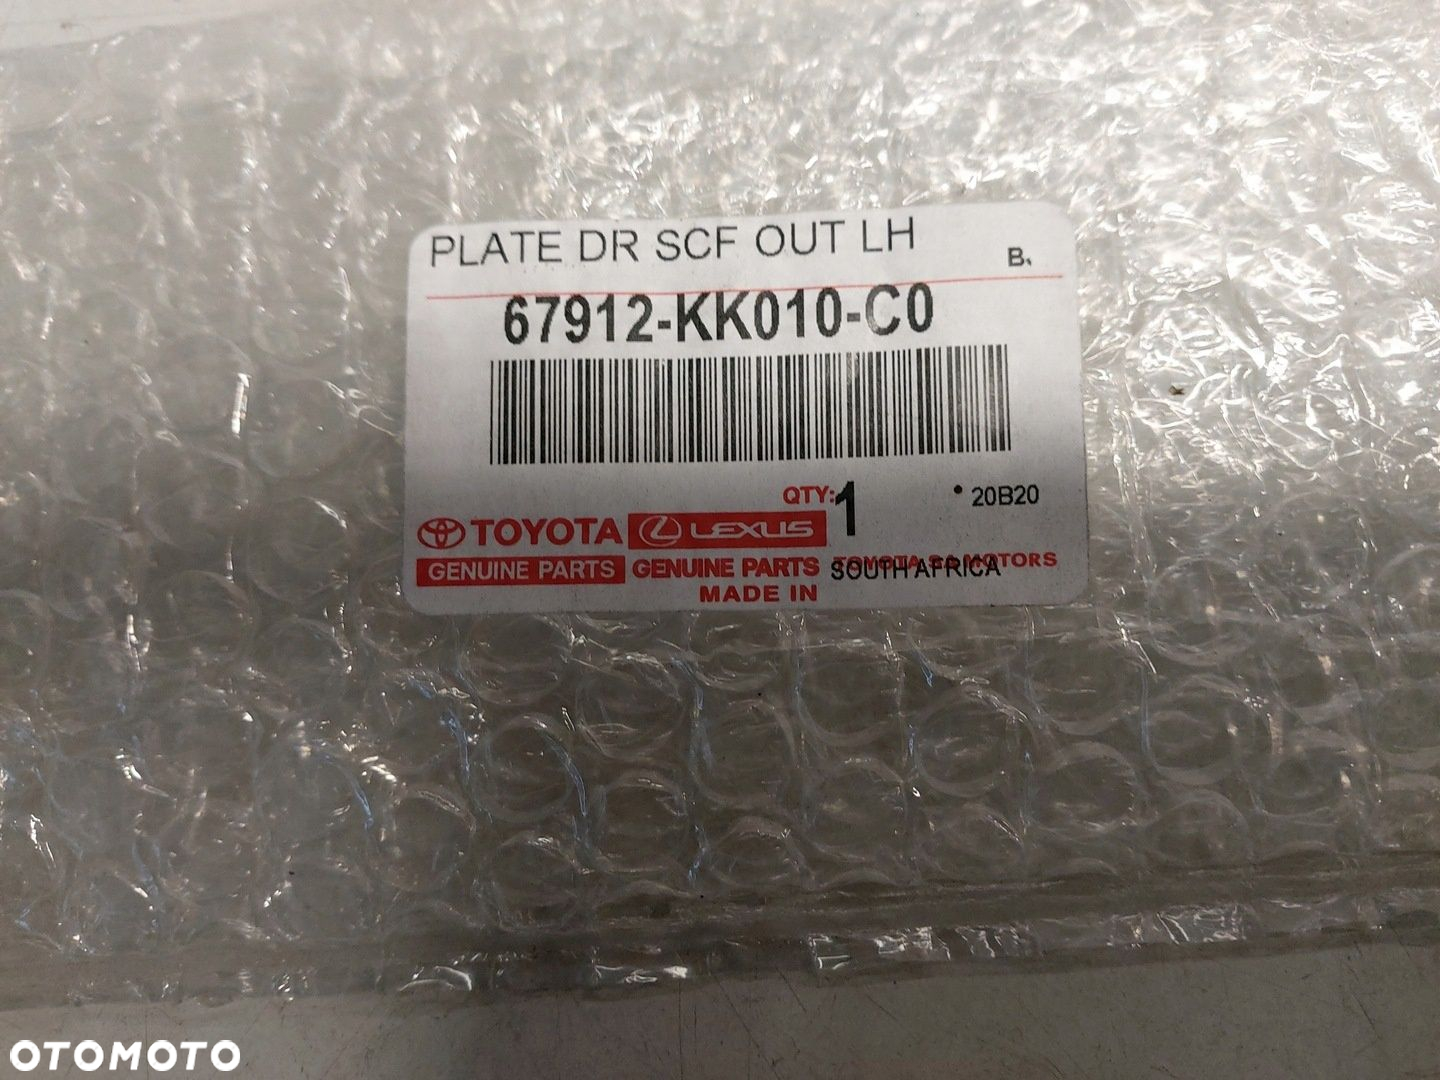 PLATE DR SCF OUT LH
B
67912-KK010-C0
QTY: 1
20B20
TOYOTA LEXUS
GENUINE PARTS GENUINE PARTS TOYOTA SA MOTORS
SOUTH AFRICA
MADE IN
OTOMOTO